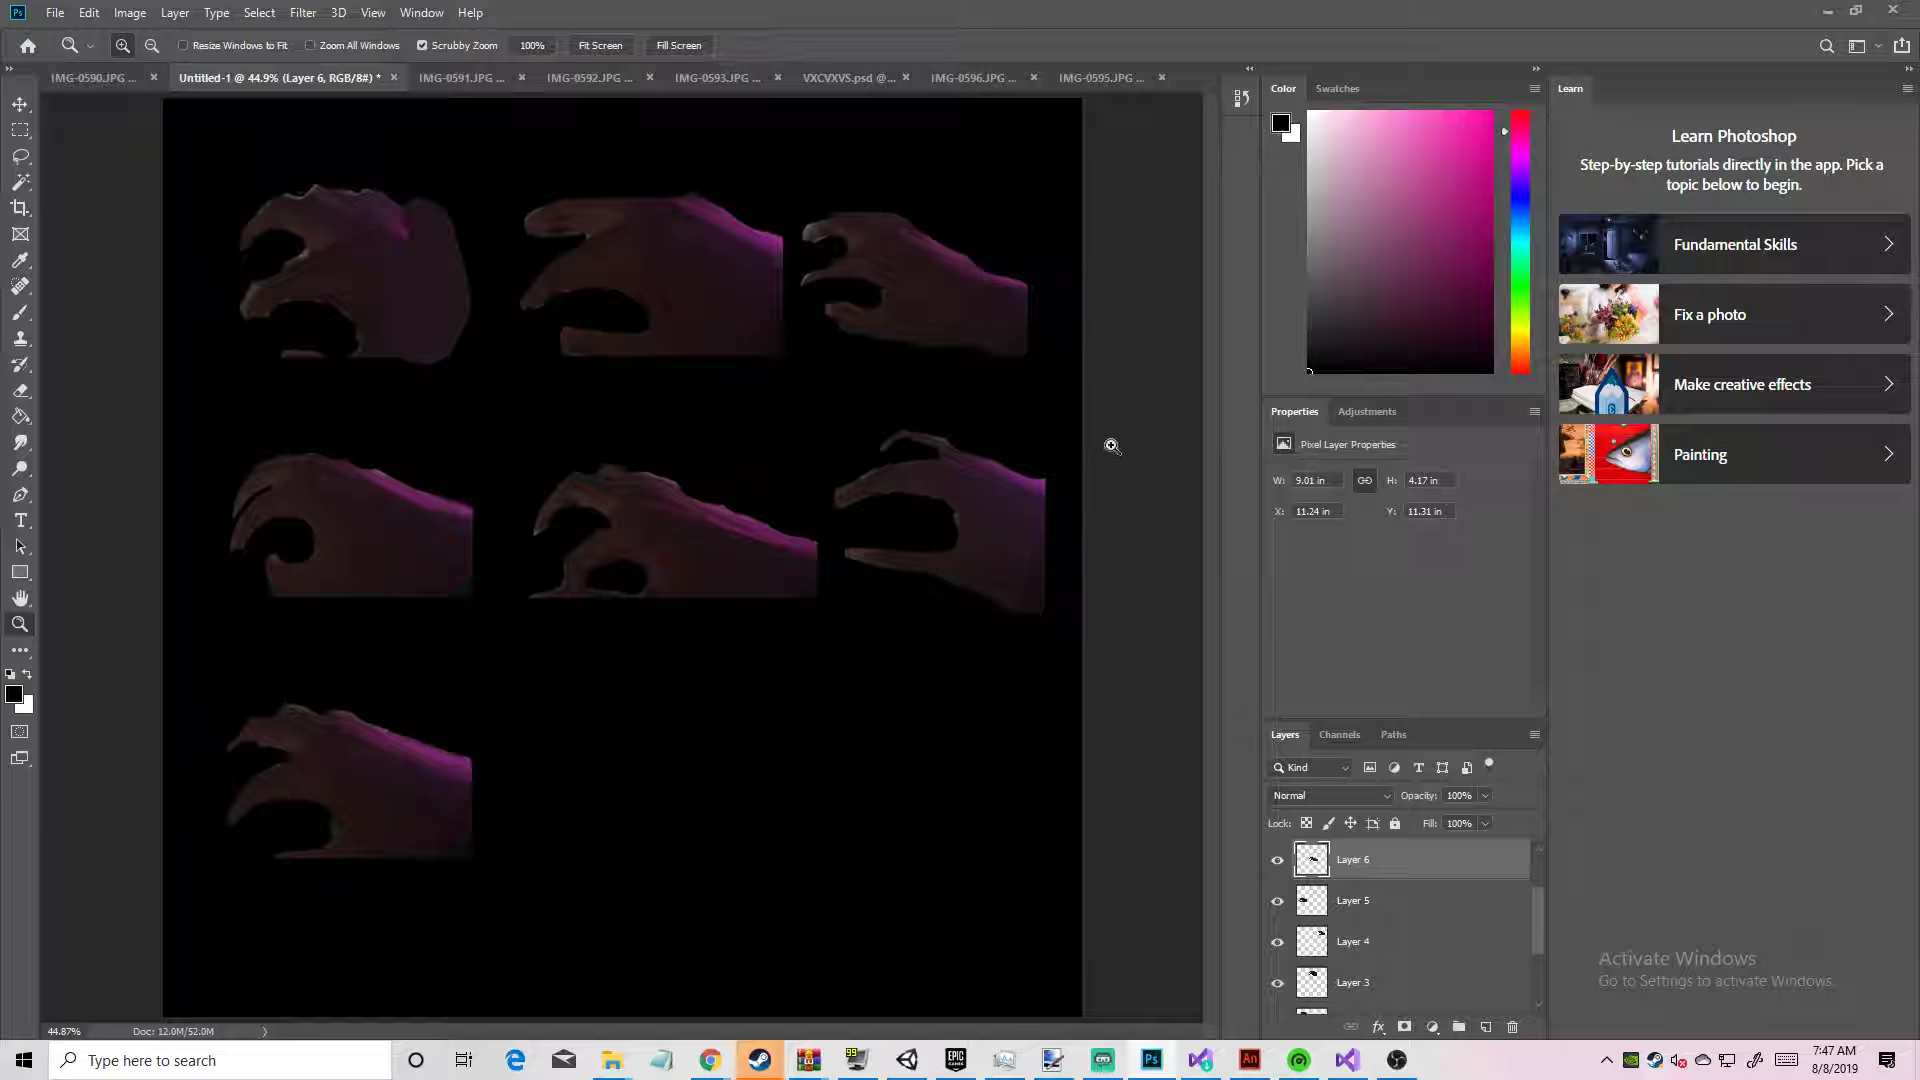 Ps File Edit Image Layer Type Select Filter 3D View Window Help
Resize Windows to Fit Zoom All Windows Scrubby Zoom 100% Fit Screen Fill Screen
IMG-0590.JPG ... × Untitled-1 @ 44.9% (Layer 6, RGB/8#) * × IMG-0591.JPG ... × IMG-0592.JPG ... × IMG-0593.JPG ... × VXCVXVS.psd @... × IMG-0596.JPG ... × IMG-0595.JPG ... ×
Color Swatches
Learn
Learn Photoshop
Step-by-step tutorials directly in the app. Pick a
topic below to begin.
Fundamental Skills
Fix a photo
Make creative effects
Painting
Properties Adjustments
Pixel Layer Properties
W: 9.01 in H: 4.17 in
X: 11.24 in Y: 11.31 in
Layers Channels Paths
Kind
Normal Opacity: 100%
Lock: Fill: 100%
Layer 6
Layer 5
Layer 4
Layer 3
Activate Windows
Go to Settings to activate Windows.
44.87% Doc: 12.0M/52.0M
Type here to search
99
EPIC GAMES
Ps
An
7:47 AM
8/8/2019